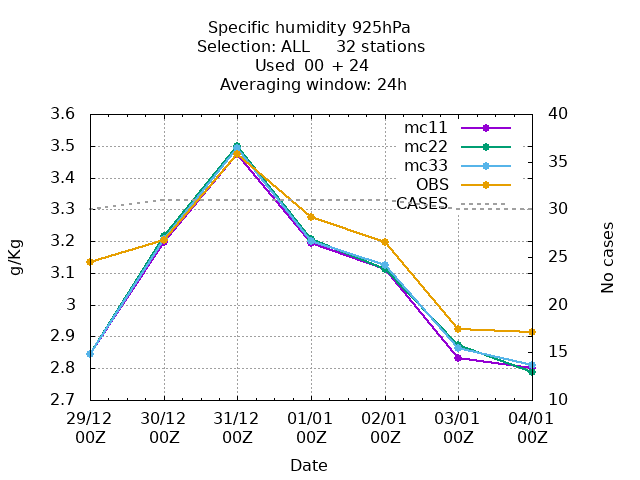 Specific humidity 925hPa
Selection: ALL 32 stations
Used 00 + 24
Averaging window: 24h
3.6
3.5
3.4
3.3
3.2
3.1
3
2.9
2.8
2.7
g/Kg
mc11
mc22
mc33
OBS
CASES
40
35
30
25
20
15
10
No cases
29/12 30/12 31/12 01/01 02/01 03/01 04/01
00Z 00Z 00Z 00Z 00Z 00Z 00Z
Date